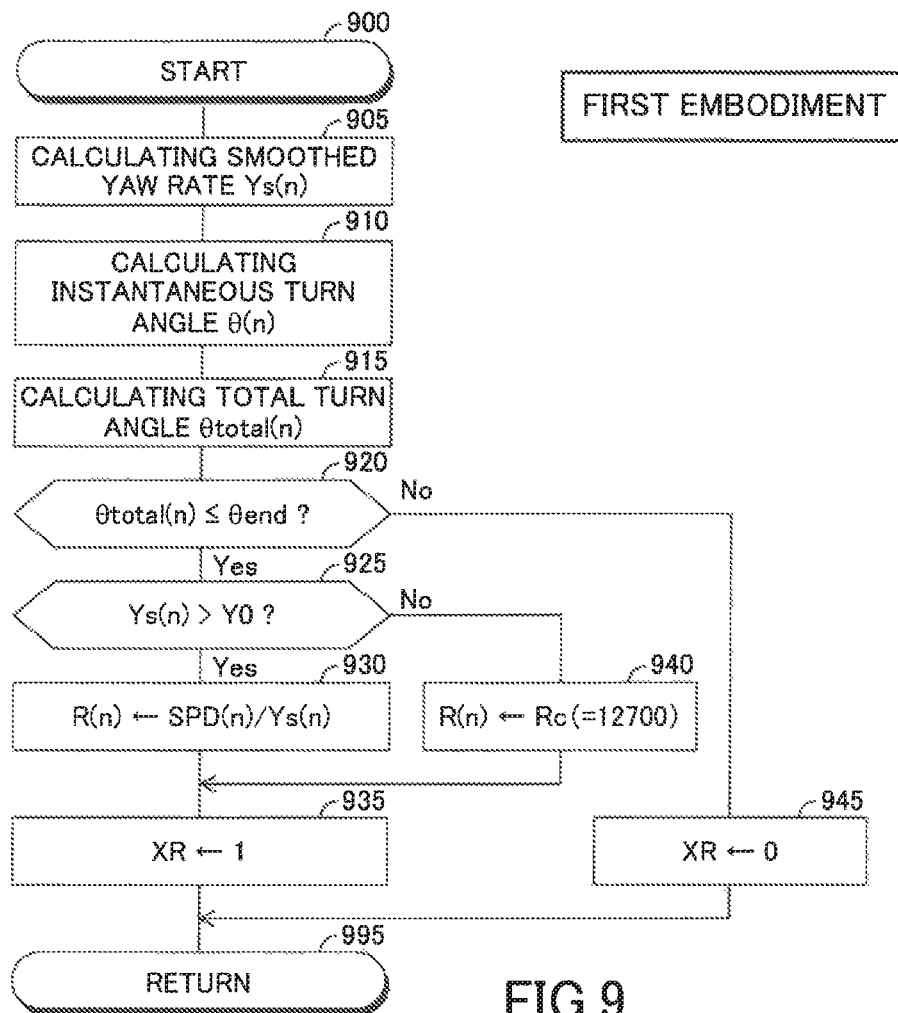 900
START
FIRST EMBODIMENT
905
CALCULATING SMOOTHED
YAW RATE Ys(n)
910
CALCULATING
INSTANTANEOUS TURN
ANGLE θ(n)
915
CALCULATING TOTAL TURN
ANGLE θtotal(n)
920
θtotal(n) ≤ θend ?
No
Yes
925
Ys(n) > Y0 ?
No
Yes
930
R(n) ← SPD(n)/Ys(n)
940
R(n) ← Rc(=12700)
935
XR ← 1
945
XR ← 0
995
RETURN
FIG.9